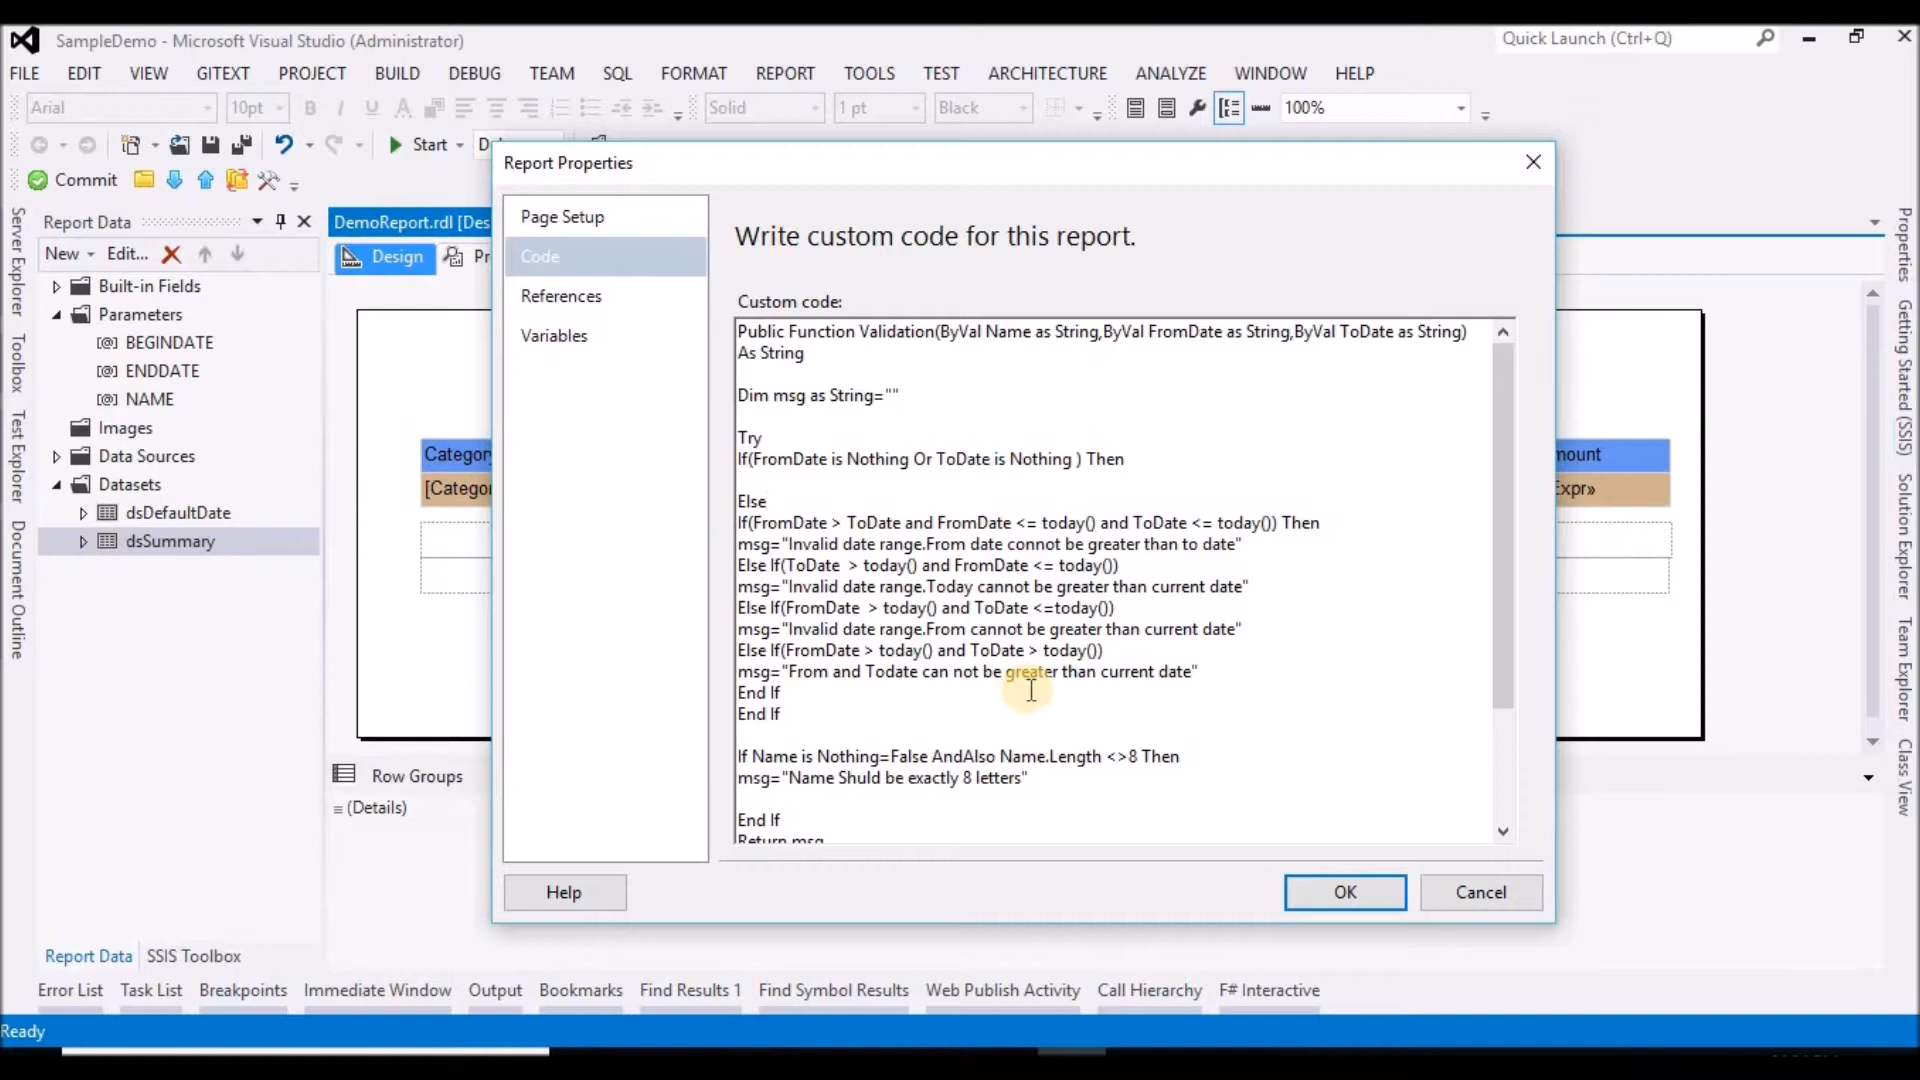 SampleDemo - Microsoft Visual Studio (Administrator)
Quick Launch (Ctrl+Q)
FILE EDIT VIEW GITEXT PROJECT BUILD DEBUG TEAM SQL FORMAT REPORT TOOLS TEST ARCHITECTURE ANALYZE WINDOW HELP
Arial 10pt B I U A Solid 1 pt Black 100%
Start
Commit
Server Explorer
Toolbox
Test Explorer
Document Outline
Report Data
New Edit...
Built-in Fields
Parameters
[@] BEGINDATE
[@] ENDDATE
[@] NAME
Images
Data Sources
Datasets
dsDefaultDate
dsSummary
Report Data SSIS Toolbox
DemoReport.rdl [Des
Design
Category
[Catego
mount
Expr»
Row Groups
(Details)
Report Properties
Page Setup
Code
References
Variables
Write custom code for this report.
Custom code:
Public Function Validation(ByVal Name as String,ByVal FromDate as String,ByVal ToDate as String)
As String
Dim msg as String=""
Try
If(FromDate is Nothing Or ToDate is Nothing ) Then
Else
If(FromDate > ToDate and FromDate <= today() and ToDate <= today()) Then
msg="Invalid date range.From date connot be greater than to date"
Else If(ToDate  > today() and FromDate <= today())
msg="Invalid date range.Today cannot be greater than current date"
Else If(FromDate  > today() and ToDate <=today())
msg="Invalid date range.From cannot be greater than current date"
Else If(FromDate > today() and ToDate > today())
msg="From and Todate can not be greater than current date"
End If
End If
If Name is Nothing=False AndAlso Name.Length <>8 Then
msg="Name Shuld be exactly 8 letters"
End If
Return msg
Help
OK
Cancel
Properties
Getting Started (SSIS)
Solution Explorer
Team Explorer
Class View
Error List Task List Breakpoints Immediate Window Output Bookmarks Find Results 1 Find Symbol Results Web Publish Activity Call Hierarchy F# Interactive
Ready